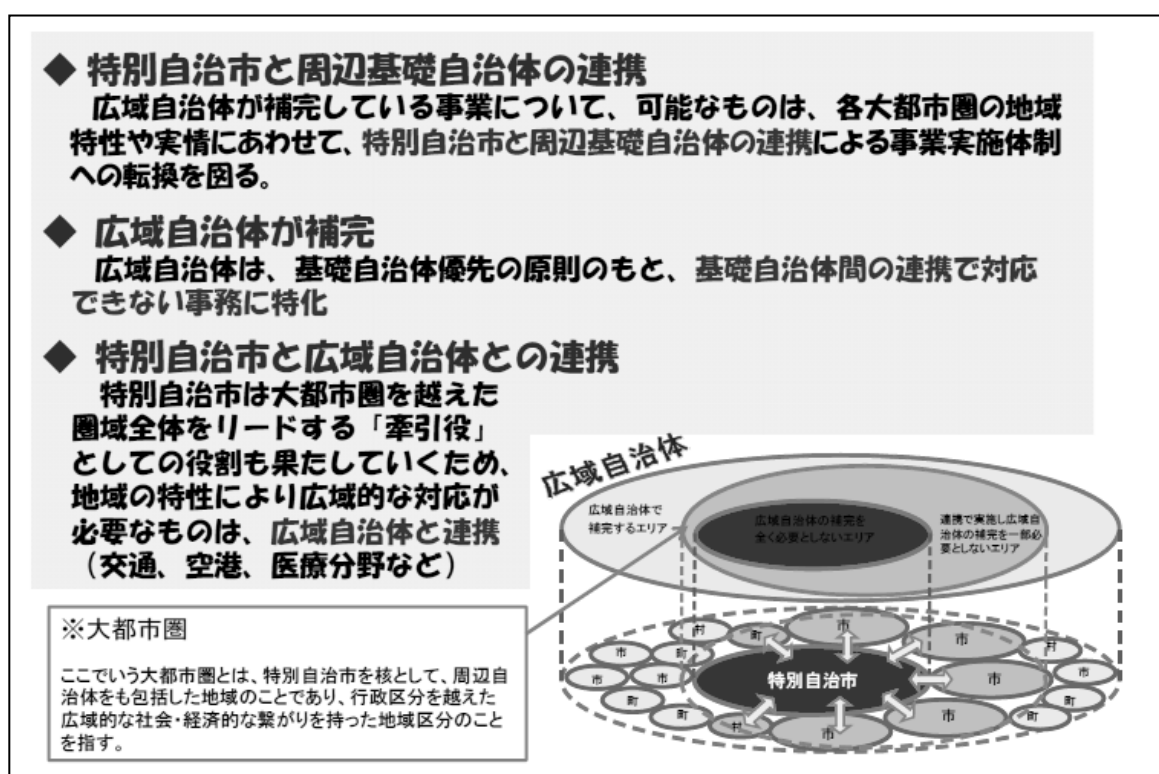 ◆ 特別自治市と周辺基礎自治体の連携
広域自治体が補完している事業について、可能なものは、各大都市圏の地域
特性や実情にあわせて、特別自治市と周辺基礎自治体の連携による事業実施体制
への転換を図る。
◆ 広域自治体が補完
広域自治体は、基礎自治体優先の原則のもと、基礎自治体間の連携で対応
できない事務に特化
◆ 特別自治市と広域自治体との連携
特別自治市は大都市圏を越えた
圏域全体をリードする「牽引役」
としての役割も果たしていくため、
地域の特性により広域的な対応が
必要なものは、広域自治体と連携
（交通、空港、医療分野など）
広域自治体
広域自治体で
補完するエリア
広域自治体の補完を
全く必要としないエリア
連携で実施し広域自
治体の補完を一部必
要としないエリア
※大都市圏
ここでいう大都市圏とは、特別自治市を核として、周辺自
治体をも包括した地域のことであり、行政区分を越えた
広域的な社会・経済的な繋がりを持った地域区分のこと
を指す。
村
町
市
市
村
市
町
市
市
市
特別自治市
市
市
町
町
村
市
市
町
町